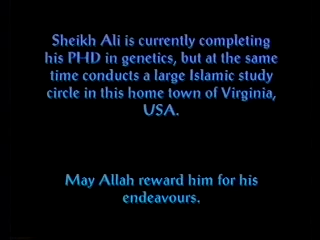 Sheikh Ali is currently completing
his PHD in genetics, but at the same
time conducts a large Islamic study
circle in this home town of Virginia,
USA.
May Allah reward him for his
endeavours.